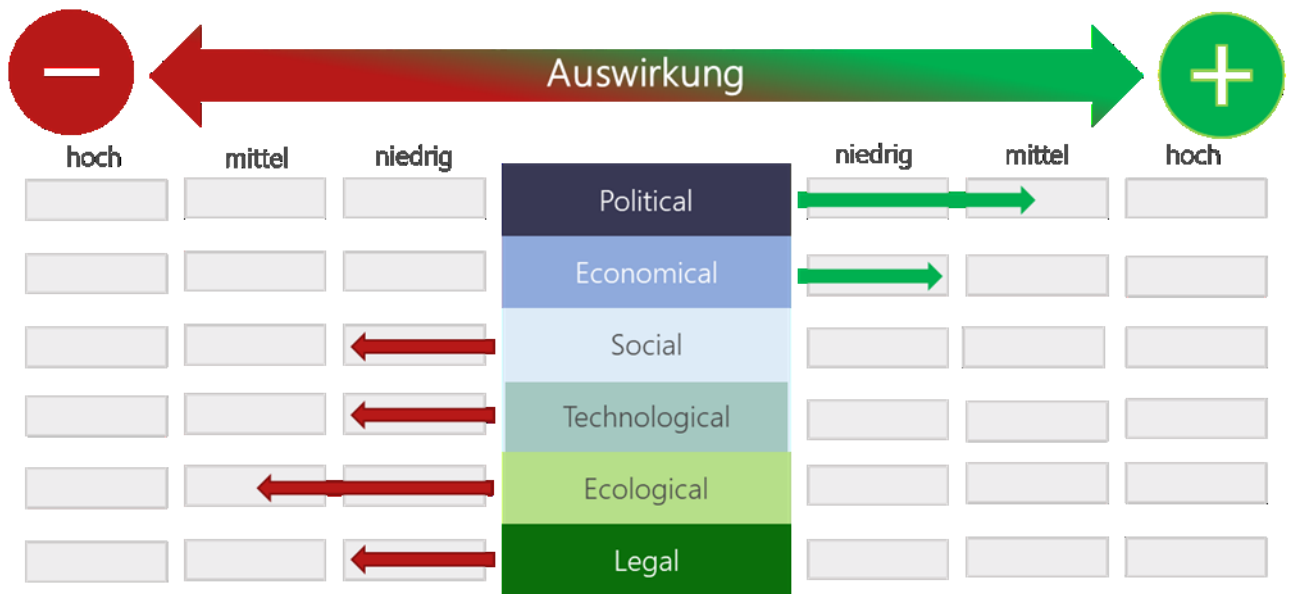 Auswirkung
hoch mittel niedrig niedrig mittel hoch
Political
Economical
Social
Technological
Ecological
Legal